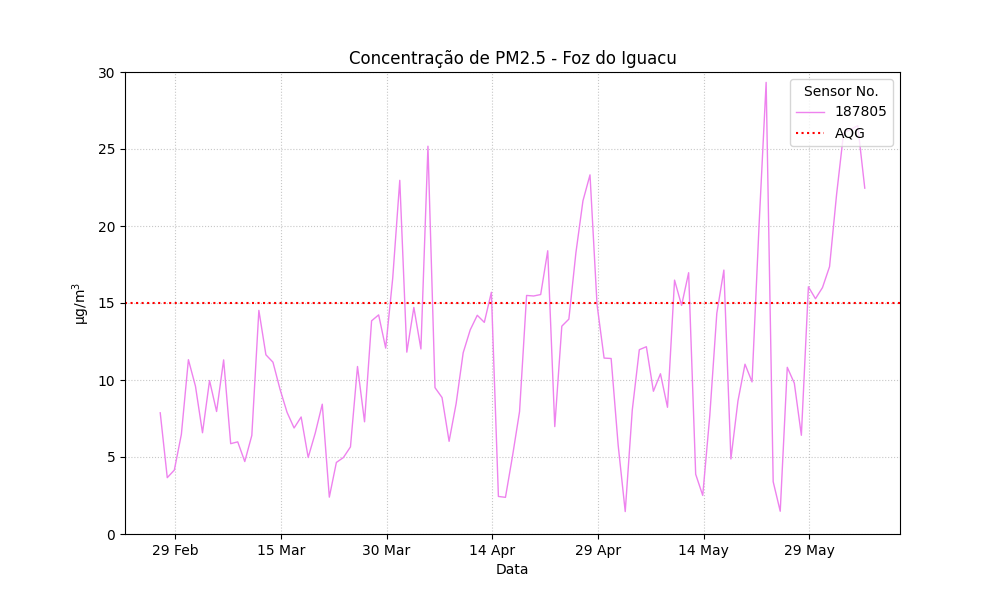 Concentração de PM2.5 - Foz do Iguacu
Sensor No.
187805
AQG
30
25
20
15
10
5
0
µg/m³
29 Feb
15 Mar
30 Mar
14 Apr
29 Apr
14 May
29 May
Data